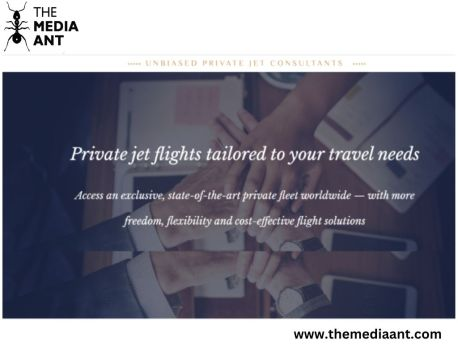 THE
MEDIA
ANT
UNBIASED PRIVATE JET CONSULTANTS
Private jet flights tailored to your travel needs
Access an exclusive, state-of-the-art private fleet worldwide — with more
freedom, flexibility and cost-effective flight solutions
www.themediaant.com